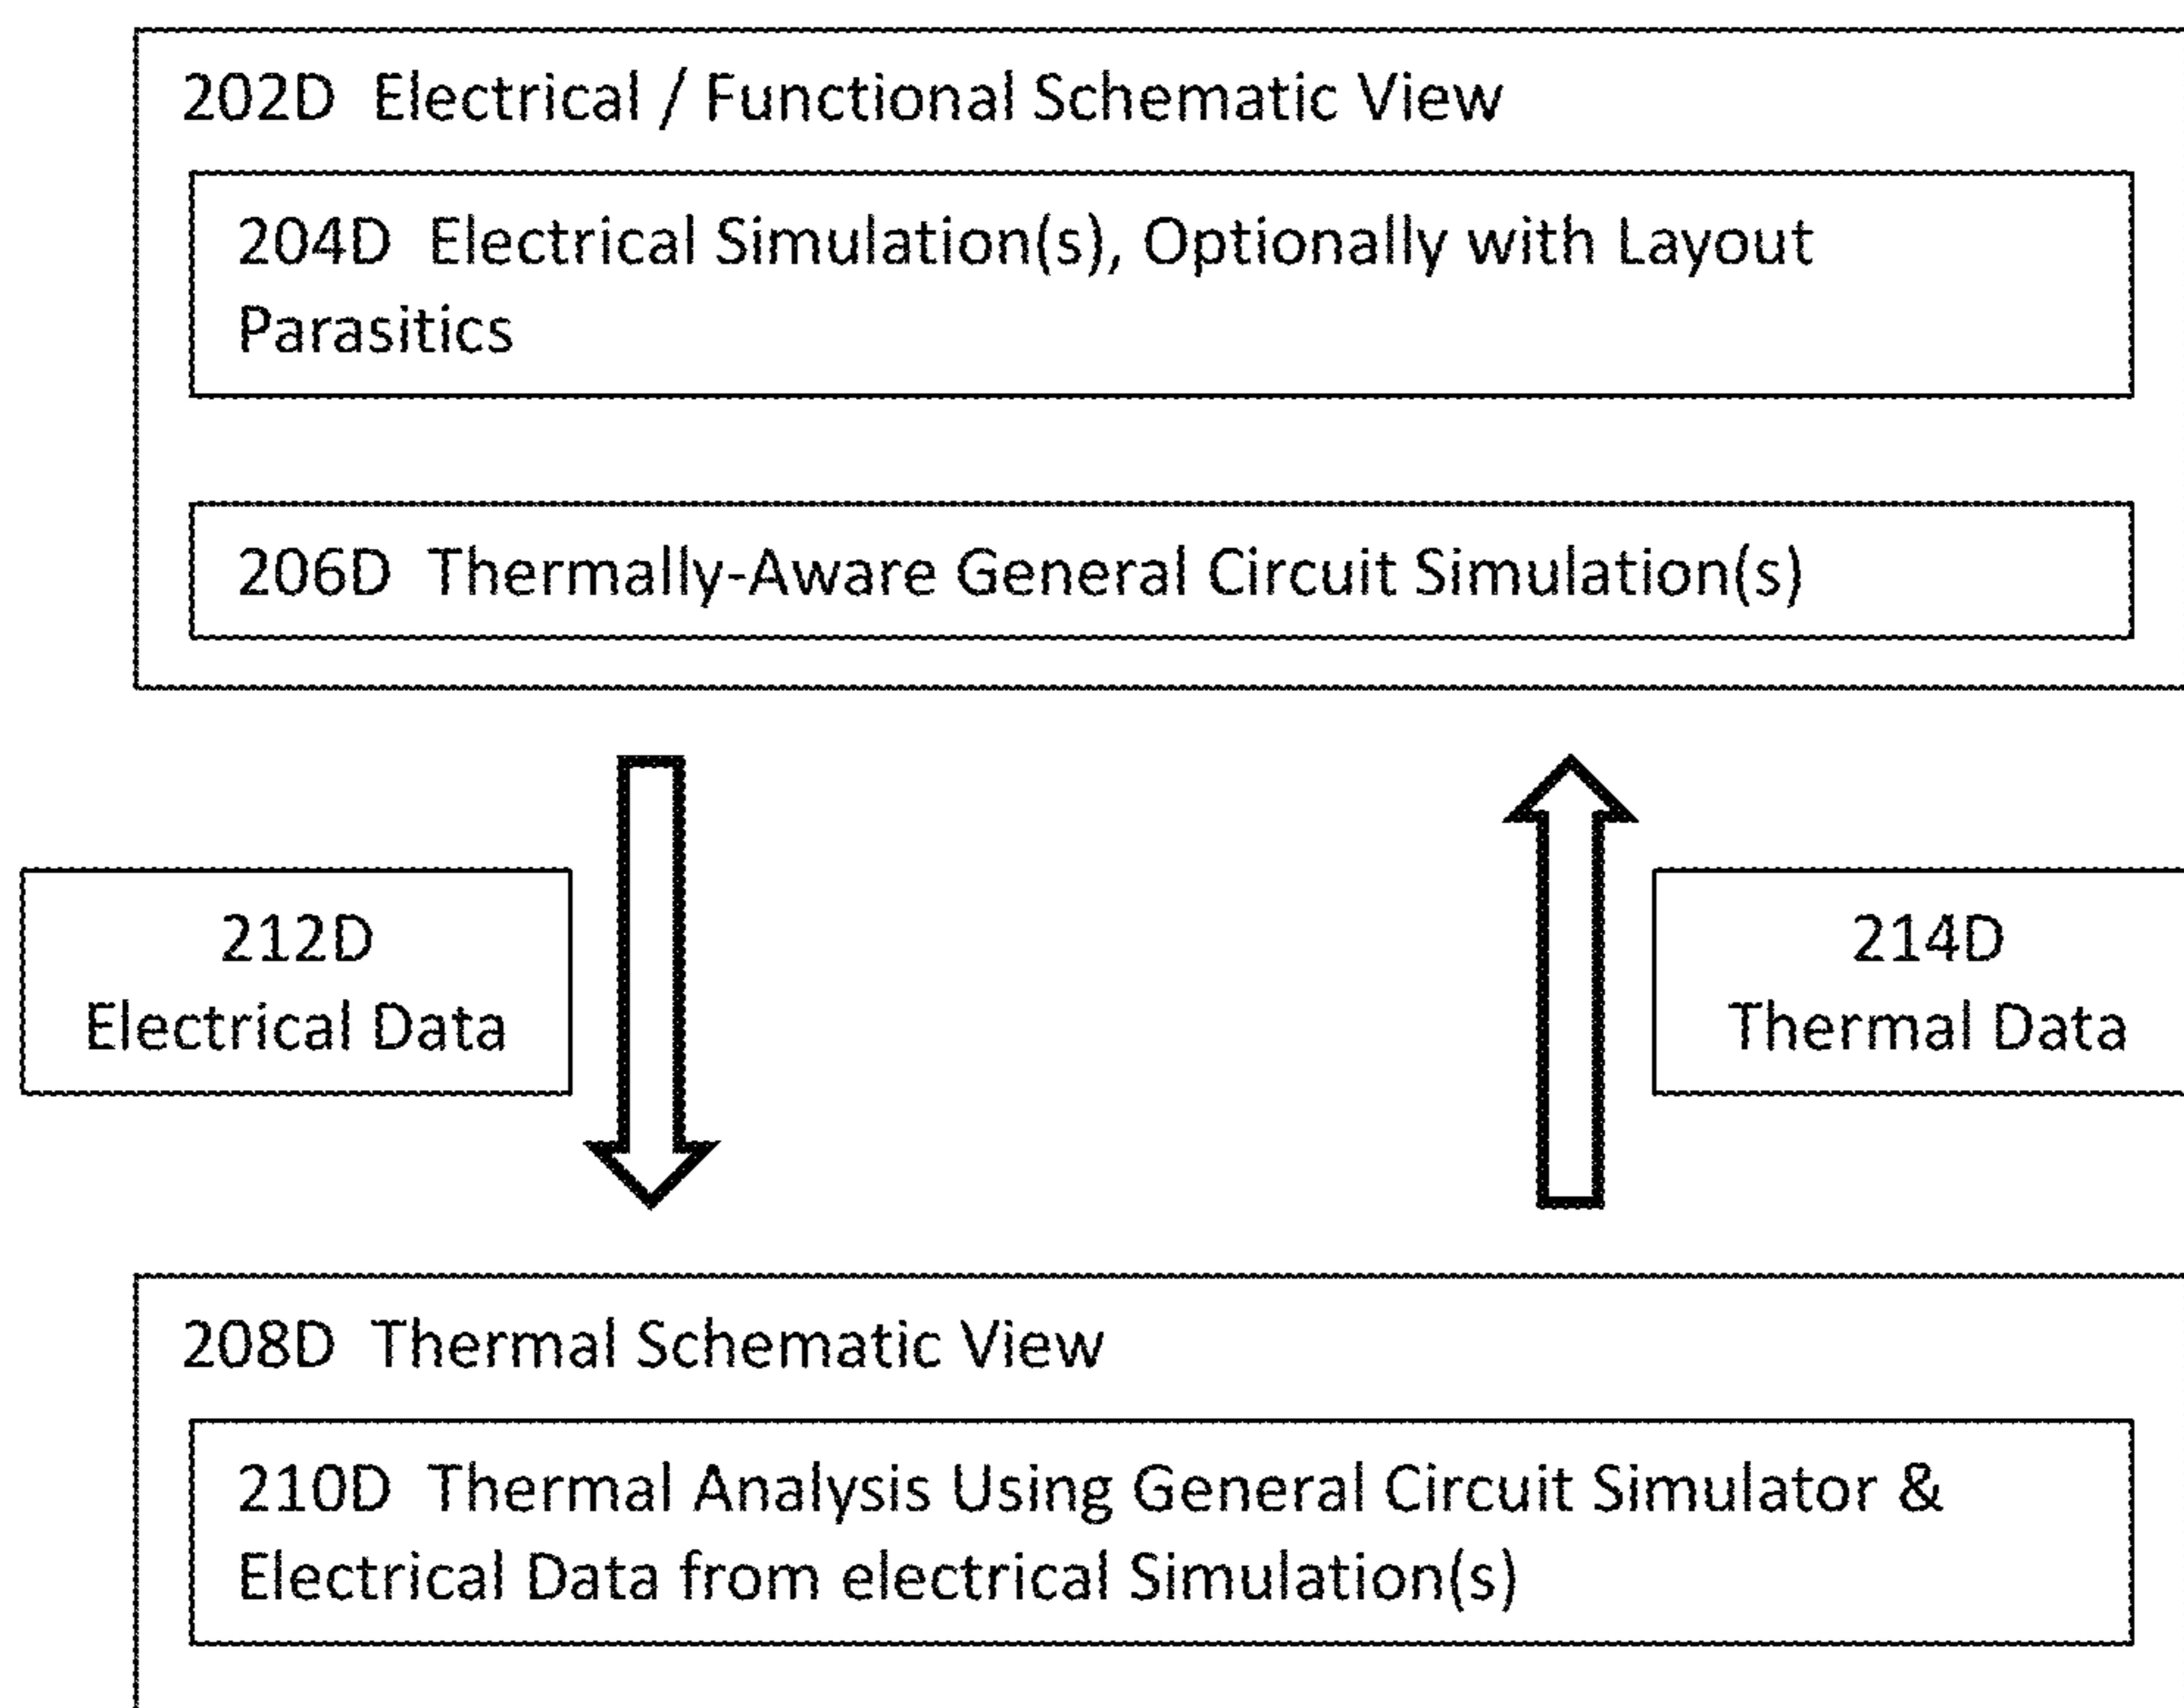 202D Electrical / Functional Schematic View
204D Electrical Simulation(s), Optionally with Layout
Parasitics
206D Thermally-Aware General Circuit Simulation(s)
212D
Electrical Data
214D
Thermal Data
208D Thermal Schematic View
210D Thermal Analysis Using General Circuit Simulator &
Electrical Data from electrical Simulation(s)